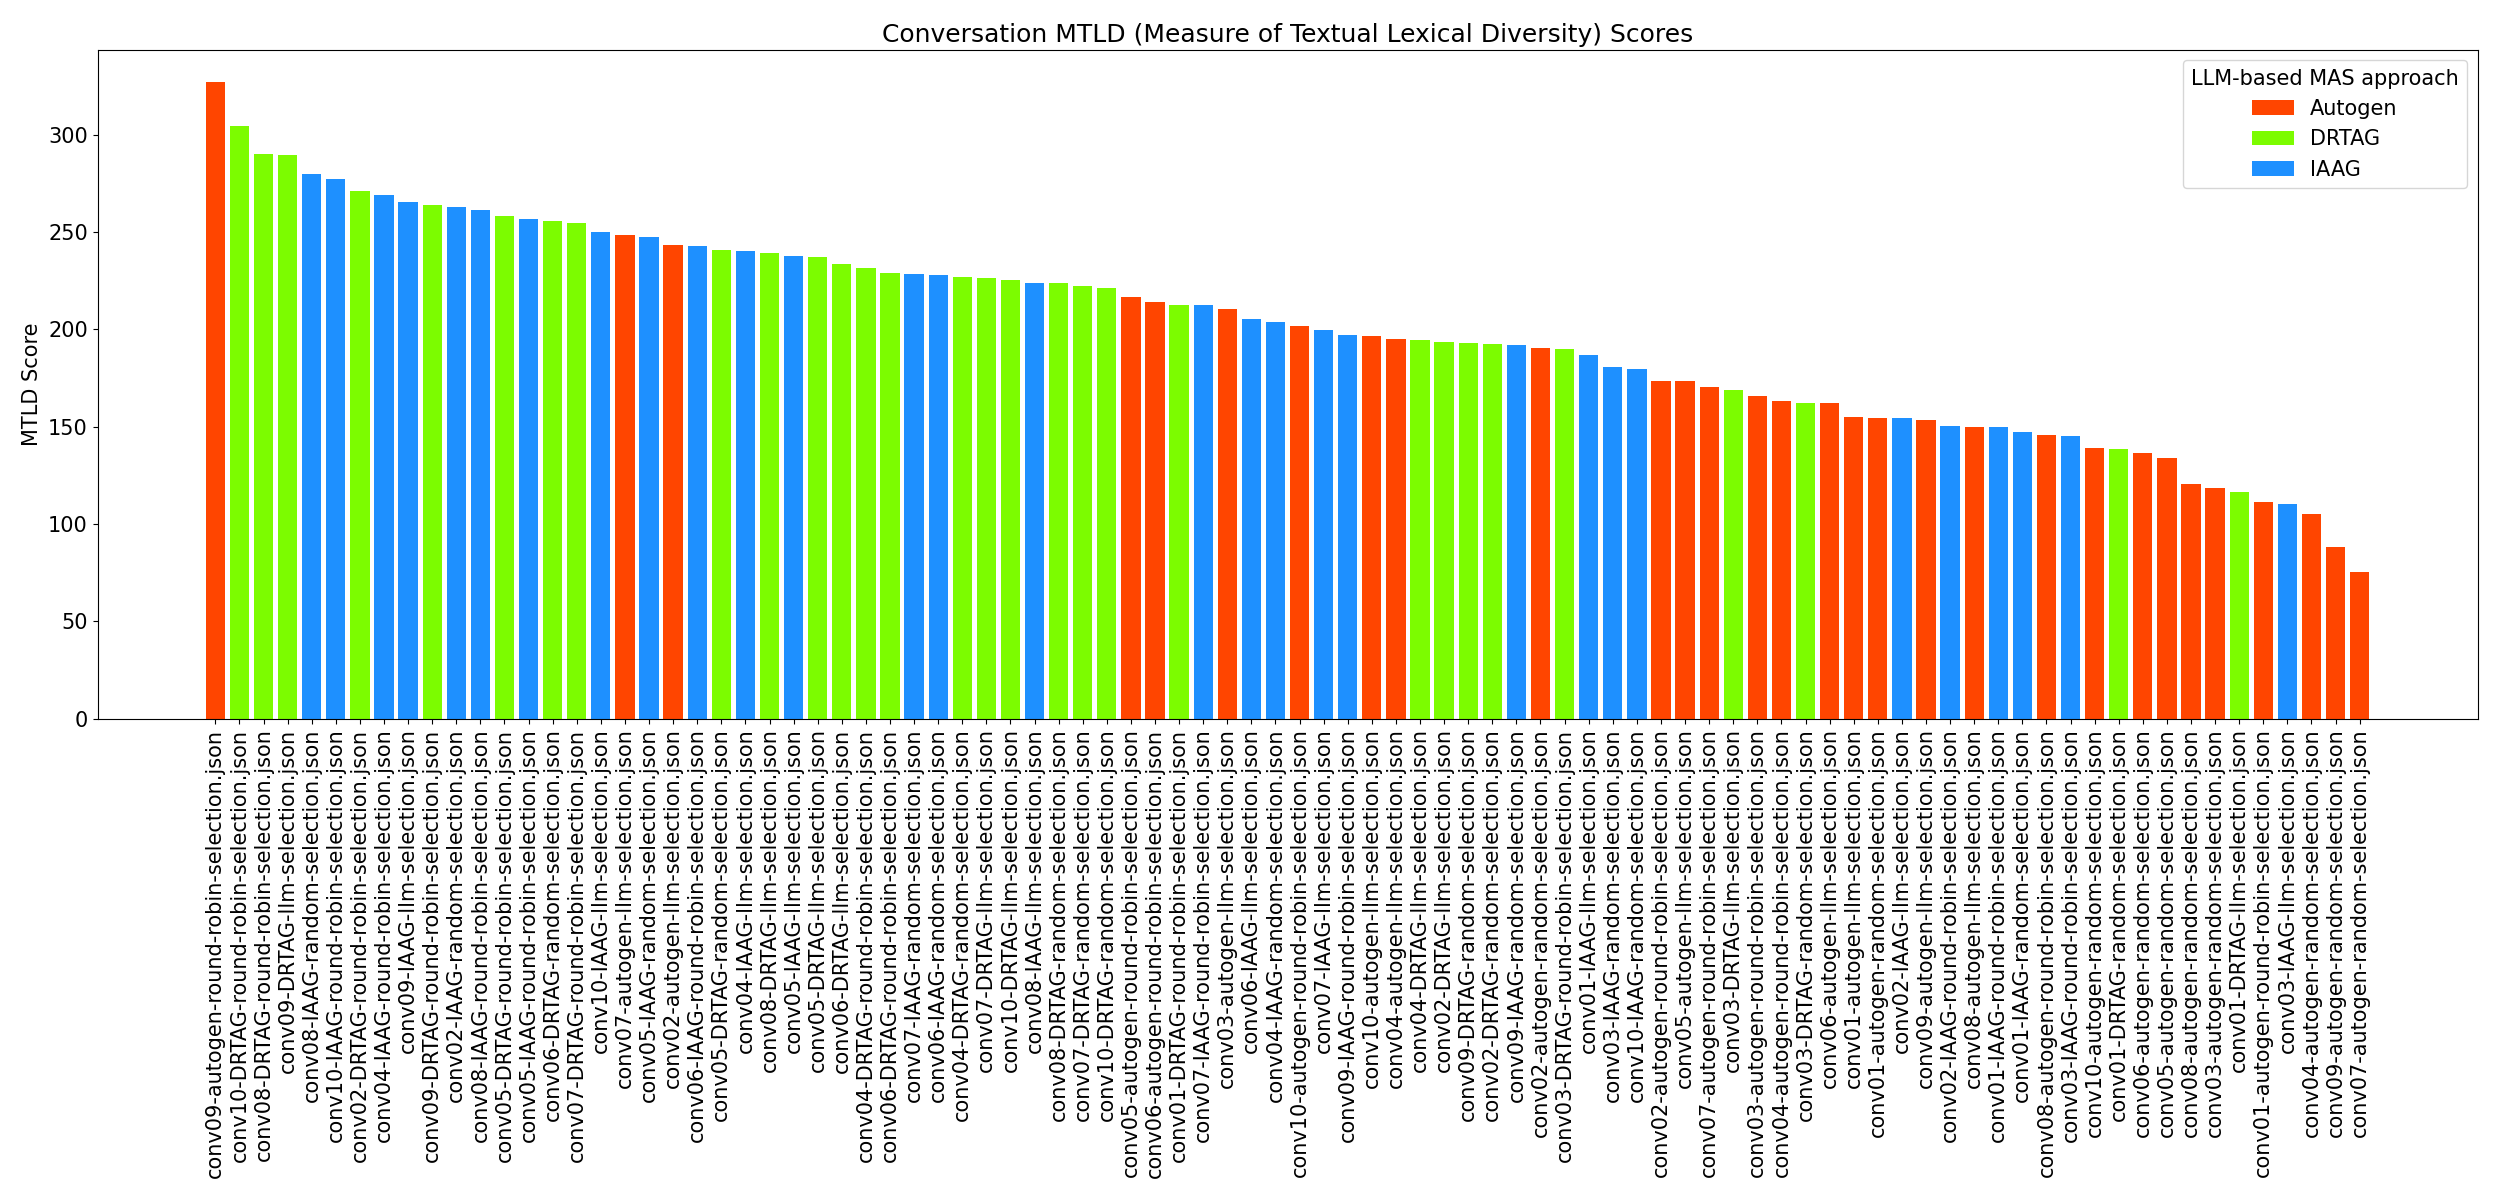 Conversation MTLD (Measure of Textual Lexical Diversity) Scores
LLM-based MAS approach
Autogen
DRTAG
IAAG
MTLD Score
300
250
200
150
100
50
0
conv09-autogen-round-robin-selection.json
conv10-DRTAG-round-robin-selection.json
conv08-DRTAG-round-robin-selection.json
conv09-DRTAG-llm-selection.json
conv08-IAAG-random-selection.json
conv10-IAAG-round-robin-selection.json
conv02-DRTAG-round-robin-selection.json
conv04-IAAG-round-robin-selection.json
conv09-IAAG-llm-selection.json
conv09-DRTAG-round-robin-selection.json
conv02-IAAG-random-selection.json
conv08-IAAG-round-robin-selection.json
conv05-DRTAG-round-robin-selection.json
conv05-IAAG-round-robin-selection.json
conv06-DRTAG-random-selection.json
conv07-DRTAG-round-robin-selection.json
conv10-IAAG-llm-selection.json
conv07-autogen-llm-selection.json
conv05-IAAG-random-selection.json
conv02-autogen-llm-selection.json
conv06-IAAG-round-robin-selection.json
conv05-DRTAG-random-selection.json
conv04-IAAG-llm-selection.json
conv08-DRTAG-llm-selection.json
conv05-IAAG-llm-selection.json
conv05-DRTAG-llm-selection.json
conv06-DRTAG-llm-selection.json
conv04-DRTAG-round-robin-selection.json
conv06-DRTAG-round-robin-selection.json
conv07-IAAG-random-selection.json
conv06-IAAG-random-selection.json
conv04-DRTAG-random-selection.json
conv07-DRTAG-llm-selection.json
conv10-DRTAG-llm-selection.json
conv08-IAAG-llm-selection.json
conv08-DRTAG-random-selection.json
conv07-DRTAG-random-selection.json
conv10-DRTAG-random-selection.json
conv05-autogen-round-robin-selection.json
conv06-autogen-round-robin-selection.json
conv01-DRTAG-round-robin-selection.json
conv07-IAAG-round-robin-selection.json
conv03-autogen-llm-selection.json
conv06-IAAG-llm-selection.json
conv04-IAAG-random-selection.json
conv10-autogen-round-robin-selection.json
conv07-IAAG-llm-selection.json
conv09-IAAG-round-robin-selection.json
conv10-autogen-llm-selection.json
conv04-autogen-llm-selection.json
conv04-DRTAG-llm-selection.json
conv02-DRTAG-llm-selection.json
conv09-DRTAG-random-selection.json
conv02-DRTAG-random-selection.json
conv09-IAAG-random-selection.json
conv02-autogen-random-selection.json
conv03-DRTAG-round-robin-selection.json
conv01-IAAG-llm-selection.json
conv03-IAAG-random-selection.json
conv10-IAAG-random-selection.json
conv02-autogen-round-robin-selection.json
conv05-autogen-llm-selection.json
conv07-autogen-round-robin-selection.json
conv03-DRTAG-llm-selection.json
conv03-autogen-round-robin-selection.json
conv04-autogen-round-robin-selection.json
conv03-DRTAG-random-selection.json
conv06-autogen-llm-selection.json
conv01-autogen-llm-selection.json
conv01-autogen-random-selection.json
conv02-IAAG-llm-selection.json
conv09-autogen-llm-selection.json
conv02-IAAG-round-robin-selection.json
conv08-autogen-llm-selection.json
conv01-IAAG-round-robin-selection.json
conv01-IAAG-random-selection.json
conv08-autogen-round-robin-selection.json
conv03-IAAG-round-robin-selection.json
conv10-autogen-random-selection.json
conv01-DRTAG-random-selection.json
conv06-autogen-random-selection.json
conv05-autogen-random-selection.json
conv08-autogen-random-selection.json
conv03-autogen-random-selection.json
conv01-DRTAG-llm-selection.json
conv01-autogen-round-robin-selection.json
conv03-IAAG-llm-selection.json
conv04-autogen-random-selection.json
conv09-autogen-random-selection.json
conv07-autogen-random-selection.json